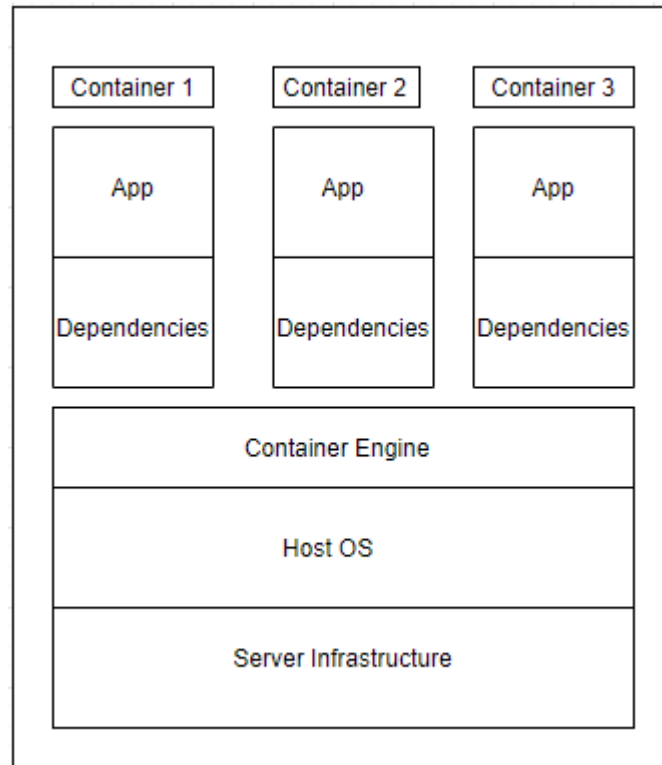 Container 1
Container 2
Container 3
App
App
App
Dependencies
Dependencies
Dependencies
Container Engine
Host OS
Server Infrastructure